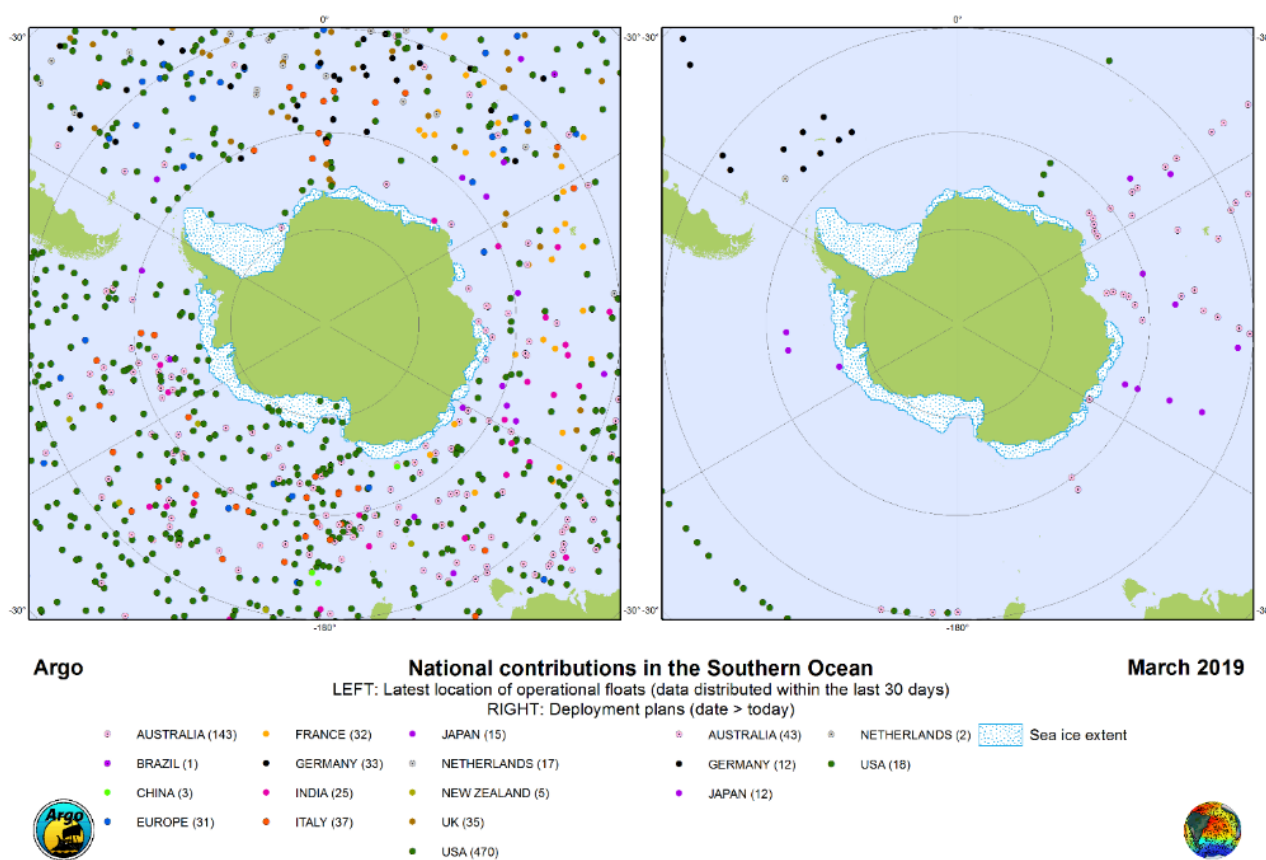 0°
0°
-30°
-30°
-30°
-30
-30°
-30°
-30°
-30
-180°
-180°
Argo
National contributions in the Southern Ocean
March 2019
LEFT: Latest location of operational floats (data distributed within the last 30 days)
RIGHT: Deployment plans (date > today)
AUSTRALIA (143)
FRANCE (32)
JAPAN (15)
AUSTRALIA (43)
NETHERLANDS (2)
Sea ice extent
BRAZIL (1)
GERMANY (33)
NETHERLANDS (17)
GERMANY (12)
USA (18)
CHINA (3)
INDIA (25)
NEW ZEALAND (5)
JAPAN (12)
EUROPE (31)
ITALY (37)
UK (35)
USA (470)
Argo